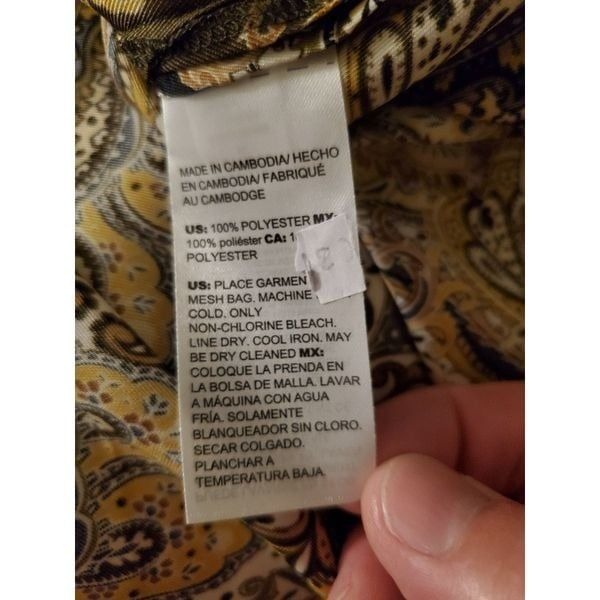 MADE IN CAMBODIA/ HECHO
EN CAMBODIA/ FABRIQUÉ
AU CAMBODGE
US: 100% POLYESTER MX:
100% poliéster CA:
POLYESTER
US: PLACE GARMEN
MESH BAG. MACHINE
COLD. ONLY
NON-CHLORINE BLEACH.
LINE DRY. COOL IRON. MAY
BE DRY CLEANED MX:
COLOQUE LA PRENDA EN
LA BOLSA DE MALLA. LAVAR
A MÁQUINA CON AGUA
FRÍA. SOLAMENTE
BLANQUEADOR SIN CLORO.
SECAR COLGADO.
PLANCHAR A
TEMPERATURA BAJA.